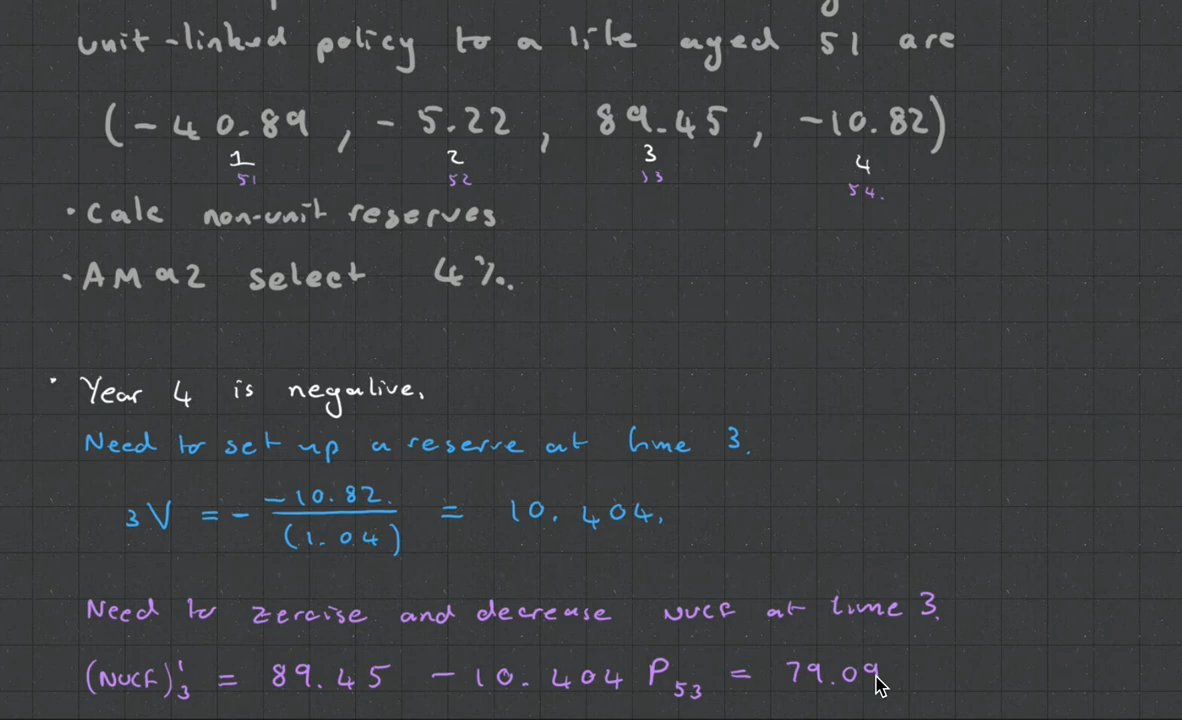 unit-linked policy to a life aged 51 are
(-40.89, -5.22, 89.45, -10.82)
1 2 3 4
51 52 53 54.
· Calc non-unit reserves
· AMa2 select 4%.
· Year 4 is negative.
Need to set up a reserve at time 3.
3V = - -10.82. / (1.04) = 10.404.
Need to zeroise and decrease NUCF at time 3.
(NUCF)'3 = 89.45 - 10.404 P53 = 79.09